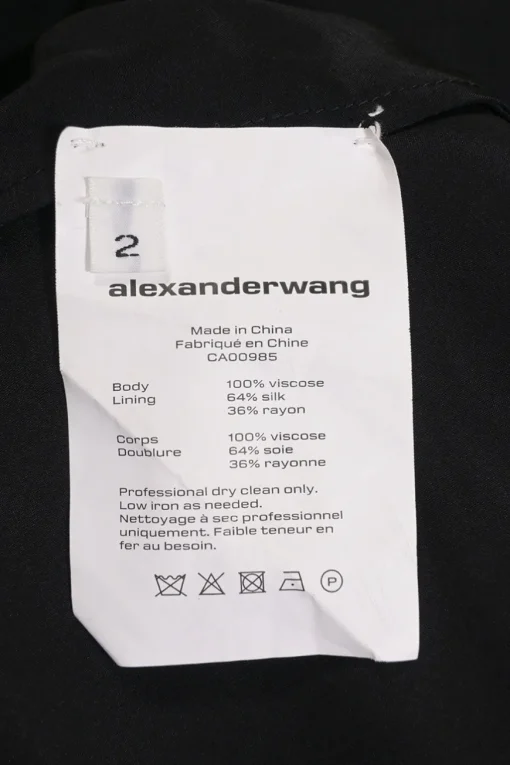 2
alexanderwang
Made in China
Fabriqué en Chine
CA00985
Body 100% viscose
Lining 64% silk
36% rayon
Corps 100% viscose
Doublure 64% soie
36% rayonne
Professional dry clean only.
Low iron as needed.
Nettoyage à sec professionnel
uniquement. Faible teneur en
fer au besoin.
P